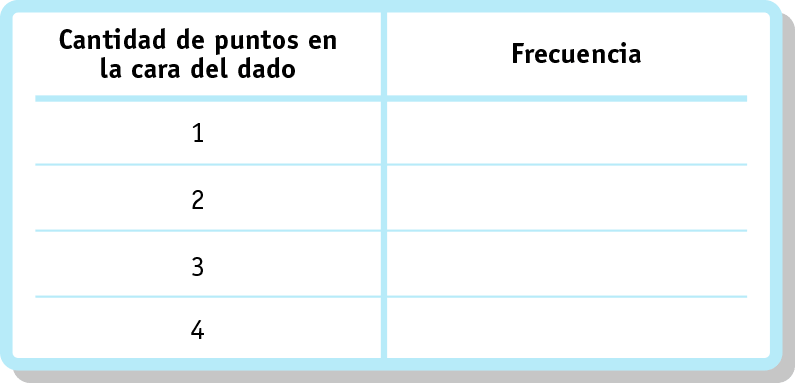 Cantidad de puntos en
la cara del dado
Frecuencia
1
2
3
4